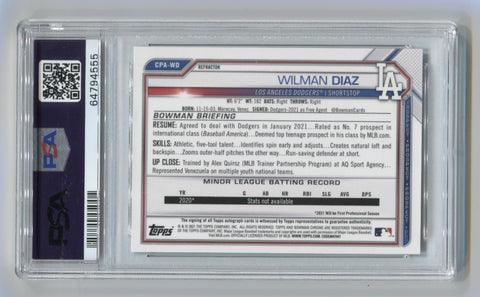 CPA-WD
REFRACTOR
WILMAN DIAZ
LA
LOS ANGELES DODGERS | SHORTSTOP
HT: 6'2" WT: 182 BATS: Right THROWS: Right
BORN: 11-15-03, Maracay, Venez. SIGNED: Dodgers-2021 as Free Agent @BowmanCards
BOWMAN BRIEFING
RESUME: Agreed to deal with Dodgers in January 2021....Rated as No. 7 prospect in
international class (Baseball America)....Deemed top teenage prospect in his class by MLB.com.
SKILLS: Athletic, five-tool talent....Identifies spin early and adjusts....Creates natural loft and
backspin....Zooms outer-half pitches the other way....Run-saving defender at short.
UP CLOSE: Trained by Alex Quiroz (MLB Trainer Partnership Program) at AQ Sport Agency...
Represented Venezuela on multiple youth national teams.
MINOR LEAGUE BATTING RECORD
YR G AB R H 2B 3B HR RBI SB SLG OPS AVG
2020* Stats not available
*2021 Will be First Professional Season
Topps
64794555
PSA
PSA